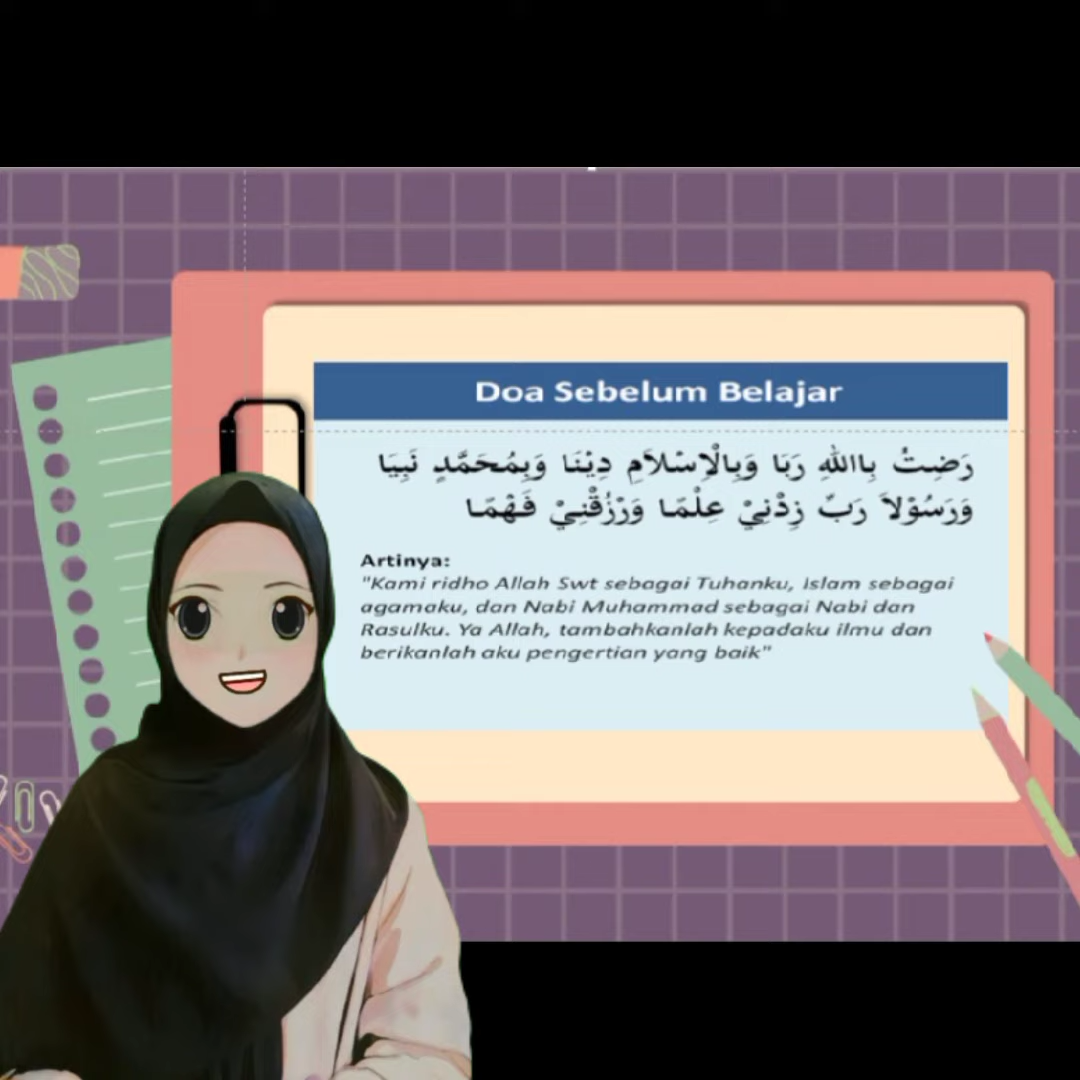 Doa Sebelum Belajar
رَضِتُ بِااللهِ رَبَا وَبِالْاِسْلاَمِ دِيْنَا وَبِمُحَمَّدٍ نَبِيَا
وَرَسُوْلاَ رَبّ زِدْنِيْ عِلْمًا وَرْزُقْنِيْ فَهْمًا
Artinya:
"Kami ridho Allah Swt sebagai Tuhanku, Islam sebagai
agamaku, dan Nabi Muhammad sebagai Nabi dan
Rasulku. Ya Allah, tambahkanlah kepadaku ilmu dan
berikanlah aku pengertian yang baik"